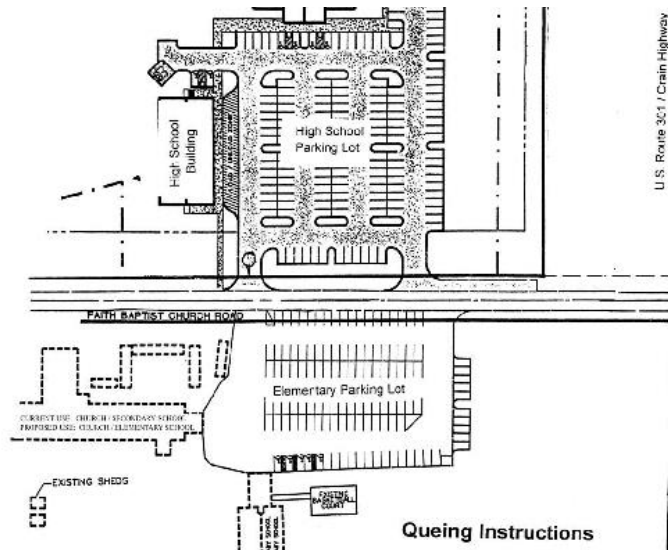 U.S. Route 301 / Crain Highway
High School
Building
High School
Parking Lot
FAITH BAPTIST CHURCH ROAD
Elementary Parking Lot
CURRENT USE: CHURCH / SECONDARY SCHOOL
PROPOSED USE: CHURCH / ELEMENTARY SCHOOL
EXISTING SHEDS
EXISTING
BASKETBALL
COURT
Queing Instructions